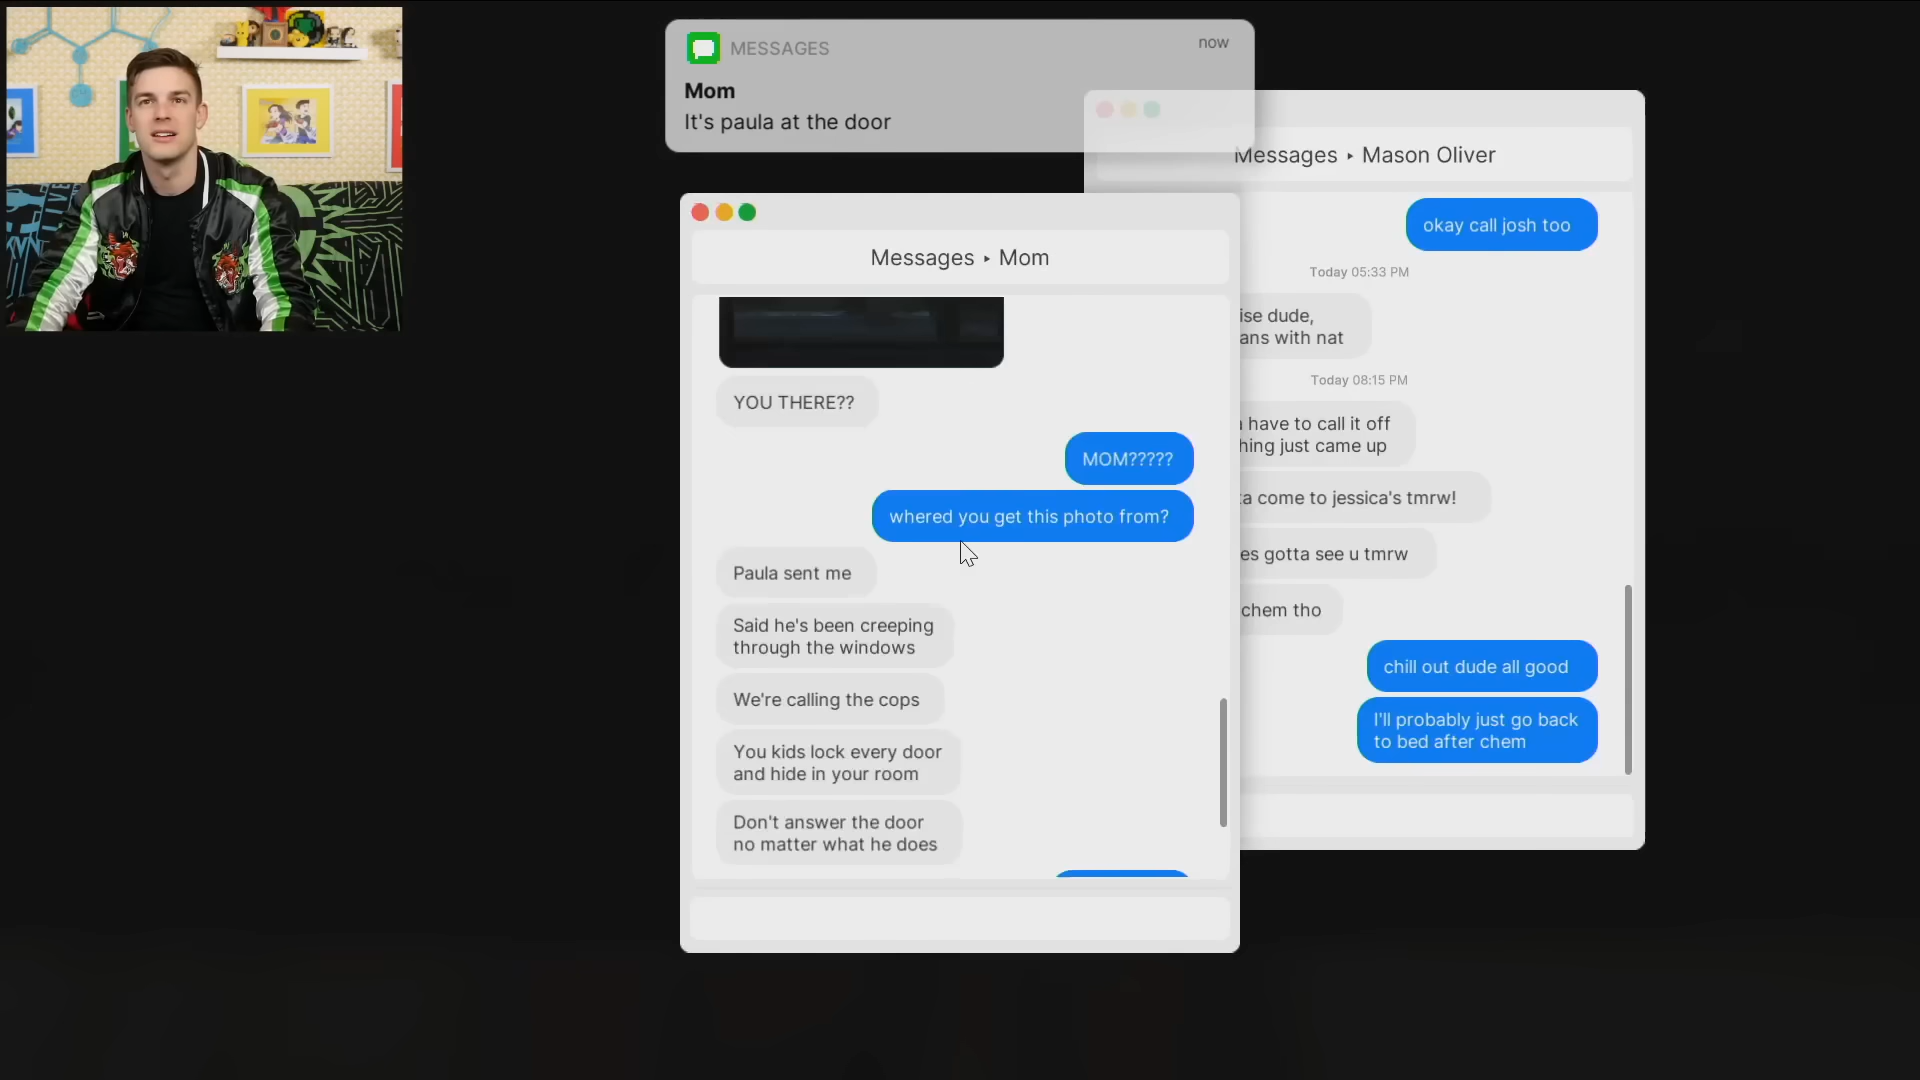 MESSAGES
now
Mom
It's paula at the door
Messages ▸ Mason Oliver
okay call josh too
Today 05:33 PM
dude,
with nat
Today 08:15 PM
have to call it off
just came up
come to jessica's tmrw!
gotta see u tmrw
chem tho
chill out dude all good
I'll probably just go back
to bed after chem
Messages ▸ Mom
YOU THERE??
MOM?????
whered you get this photo from?
Paula sent me
Said he's been creeping
through the windows
We're calling the cops
You kids lock every door
and hide in your room
Don't answer the door
no matter what he does
LIVE